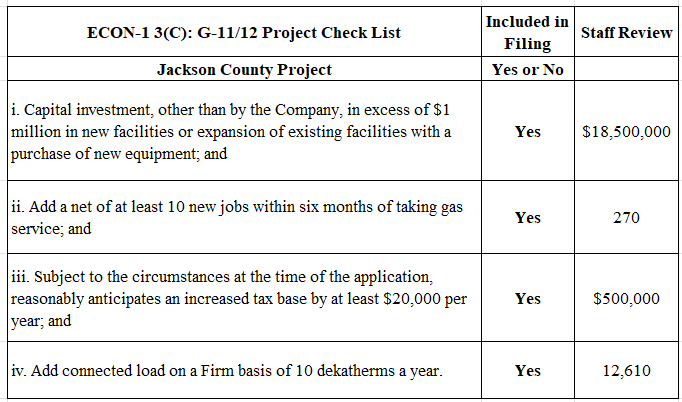 ECON-1 3(C): G-11/12 Project Check List
Included in
Filing
Staff Review
Jackson County Project
Yes or No
i. Capital investment, other than by the Company, in excess of $1
million in new facilities or expansion of existing facilities with a
purchase of new equipment; and
Yes
$18,500,000
ii. Add a net of at least 10 new jobs within six months of taking gas
service; and
Yes
270
iii. Subject to the circumstances at the time of the application,
reasonably anticipates an increased tax base by at least $20,000 per
year; and
Yes
$500,000
iv. Add connected load on a Firm basis of 10 dekatherms a year.
Yes
12,610